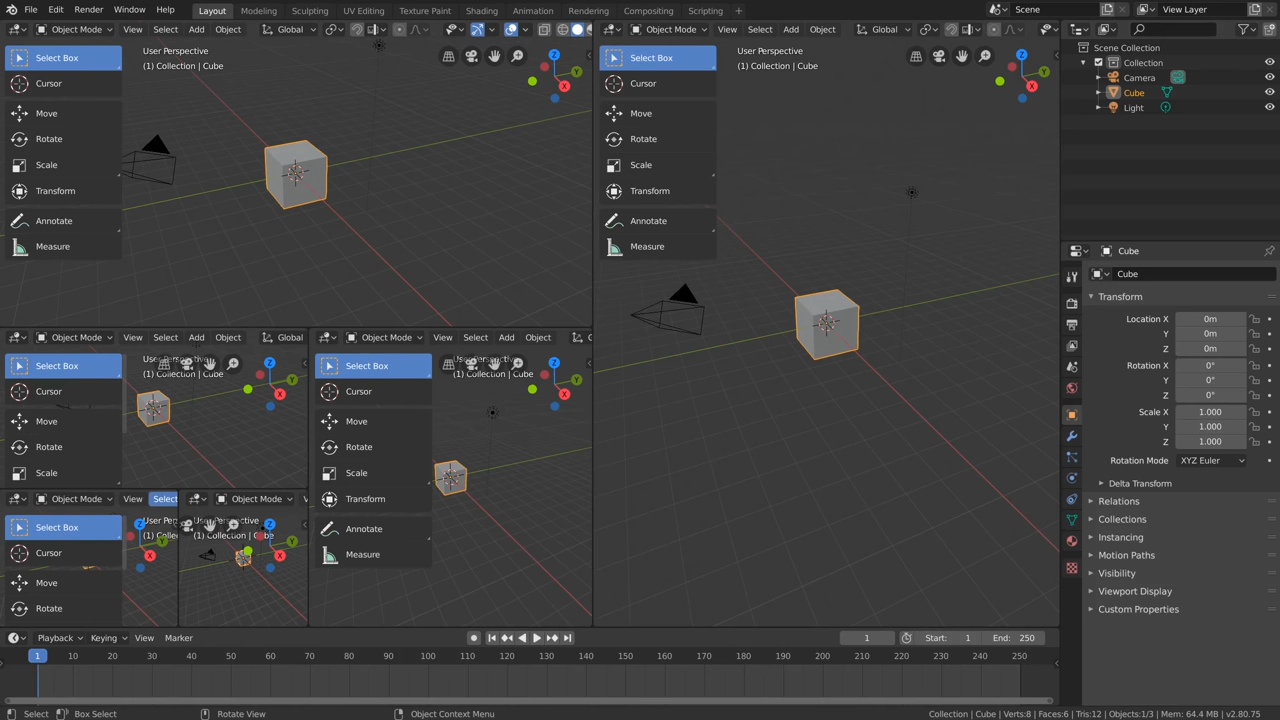 File Edit Render Window Help Layout Modeling Sculpting UV Editing Texture Paint Shading Animation Rendering Compositing Scripting + Scene View Layer
Object Mode View Select Add Object Global
Select Box
User Perspective
(1) Collection | Cube
Cursor
Move
Rotate
Scale
Transform
Annotate
Measure
Z
Y
X
Object Mode View Select Add Object Global
Select Box
User Perspective
(1) Collection | Cube
Cursor
Move
Rotate
Scale
Transform
Annotate
Measure
Z
Y
X
Object Mode View Select Add Object Global
Select Box
User Perspective
(1) Collection | Cube
Cursor
Move
Rotate
Scale
Z
Y
X
Object Mode View Select Add Object
Select Box
User Perspective
(1) Collection | Cube
Cursor
Move
Rotate
Scale
Transform
Annotate
Measure
Z
Y
X
Object Mode View Select
Select Box
User
Cursor
Move
Rotate
Z
Y
X
Object Mode
User Perspective
(1) Collection | Cube
Z
Y
X
Scene Collection
Collection
Camera
Cube
Light
Cube
Cube
Transform
Location X 0m
Y 0m
Z 0m
Rotation X 0°
Y 0°
Z 0°
Scale X 1.000
Y 1.000
Z 1.000
Rotation Mode XYZ Euler
Delta Transform
Relations
Collections
Instancing
Motion Paths
Visibility
Viewport Display
Custom Properties
Playback Keying View Marker 1 Start: 1 End: 250
1 10 20 30 40 50 60 70 80 90 100 110 120 130 140 150 160 170 180 190 200 210 220 230 240 250
Select Box Select Rotate View Object Context Menu Collection | Cube | Verts:8 | Faces:6 | Tris:12 | Objects:1/3 | Mem: 64.4 MB | v2.80.75